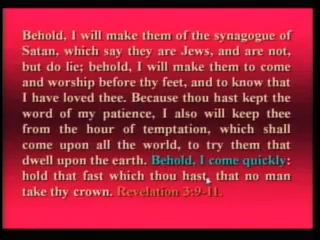 Behold, I will make them of the synagogue of
Satan, which say they are Jews, and are not,
but do lie; behold, I will make them to come
and worship before thy feet, and to know that
I have loved thee. Because thou hast kept the
word of my patience, I also will keep thee
from the hour of temptation, which shall
come upon all the world, to try them that
dwell upon the earth. Behold, I come quickly:
hold that fast which thou hast, that no man
take thy crown. Revelation 3:9-11.